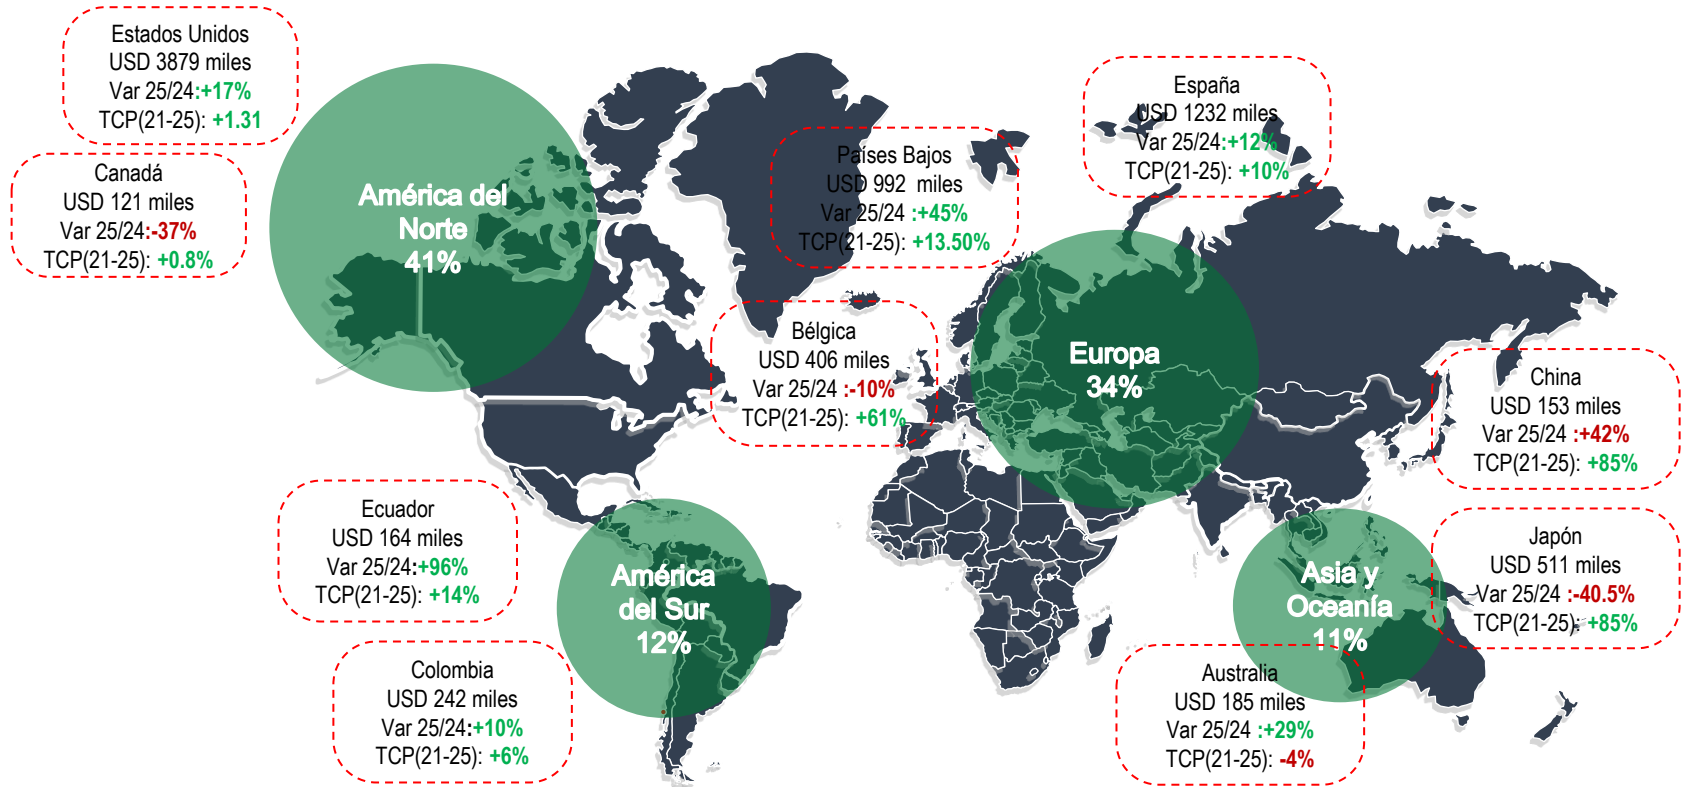 Estados Unidos
USD 3879 miles
Var 25/24:+17%
TCP(21-25): +1.31
Canadá
USD 121 miles
Var 25/24:-37%
TCP(21-25): +0.8%
América del
Norte
41%
Países Bajos
USD 992 miles
Var 25/24 :+45%
TCP(21-25): +13.50%
España
USD 1232 miles
Var 25/24:+12%
TCP(21-25): +10%
Bélgica
USD 406 miles
Var 25/24 :-10%
TCP(21-25): +61%
Europa
34%
China
USD 153 miles
Var 25/24 :+42%
TCP(21-25): +85%
Ecuador
USD 164 miles
Var 25/24:+96%
TCP(21-25): +14%
América
del Sur
12%
Asia y
Oceanía
11%
Japón
USD 511 miles
Var 25/24 :-40.5%
TCP(21-25): +85%
Colombia
USD 242 miles
Var 25/24:+10%
TCP(21-25): +6%
Australia
USD 185 miles
Var 25/24 :+29%
TCP(21-25): -4%